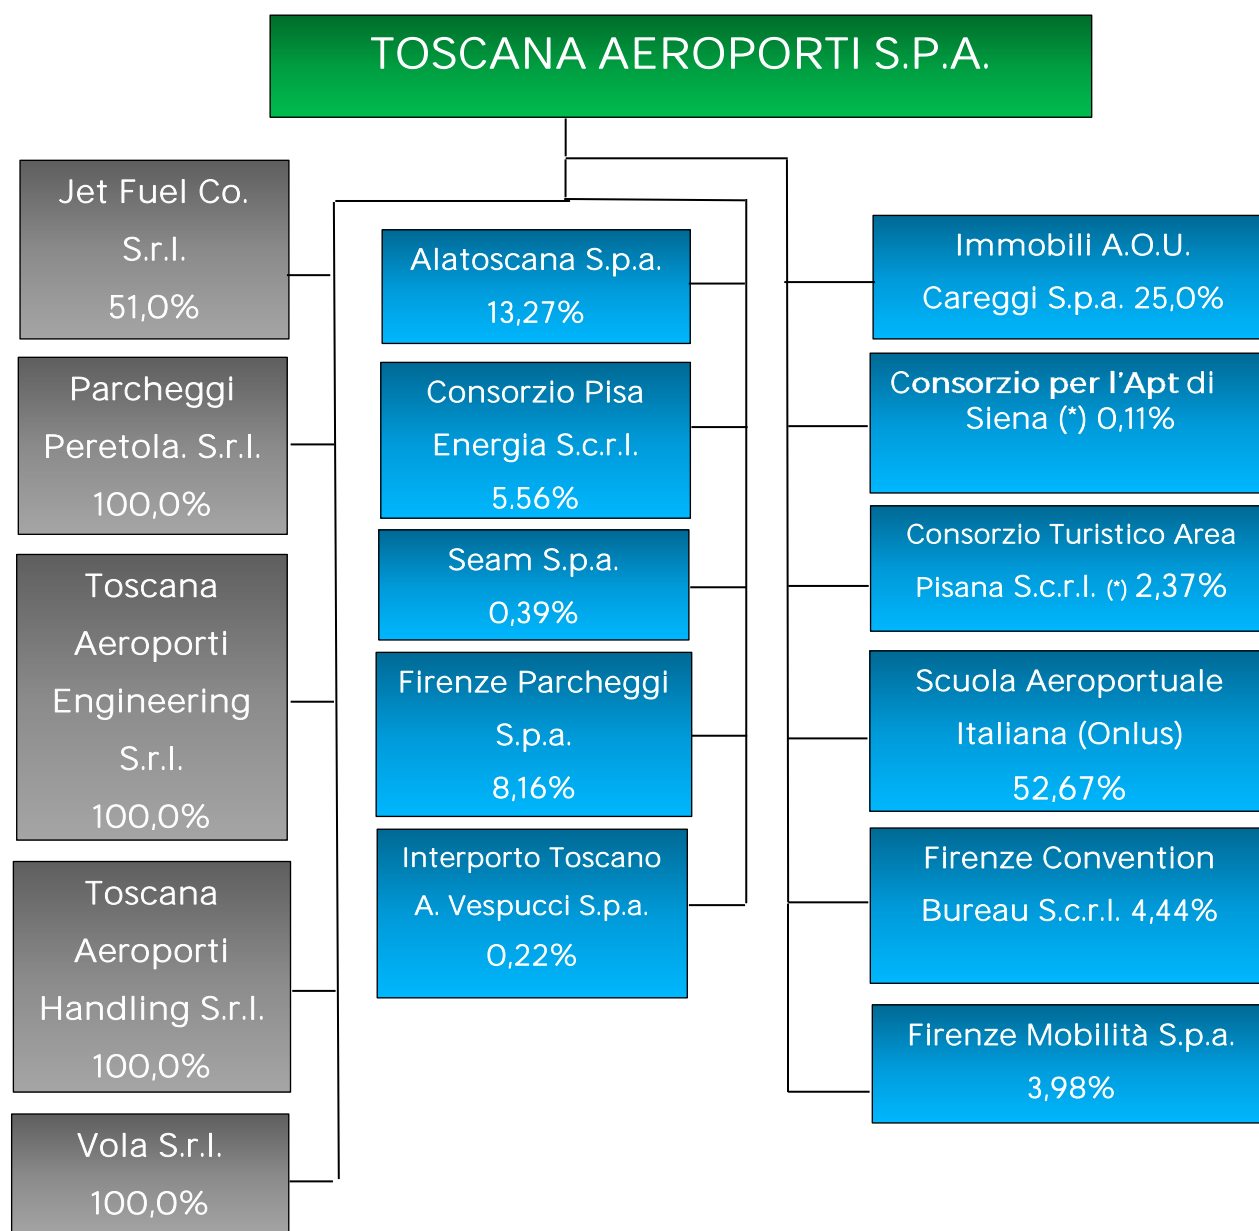 TOSCANA AEROPORTI S.P.A.
Jet Fuel Co.
S.r.l.
51,0%
Parcheggi
Peretola. S.r.l.
100,0%
Toscana
Aeroporti
Engineering
S.r.l.
100,0%
Toscana
Aeroporti
Handling S.r.l.
100,0%
Vola S.r.l.
100,0%
Alatoscana S.p.a.
13,27%
Consorzio Pisa
Energia S.c.r.l.
5,56%
Seam S.p.a.
0,39%
Firenze Parcheggi
S.p.a.
8,16%
Interporto Toscano
A. Vespucci S.p.a.
0,22%
Immobili A.O.U.
Careggi S.p.a. 25,0%
Consorzio per l’Apt di
Siena (*) 0,11%
Consorzio Turistico Area
Pisana S.c.r.l. (*) 2,37%
Scuola Aeroportuale
Italiana (Onlus)
52,67%
Firenze Convention
Bureau S.c.r.l. 4,44%
Firenze Mobilità S.p.a.
3,98%